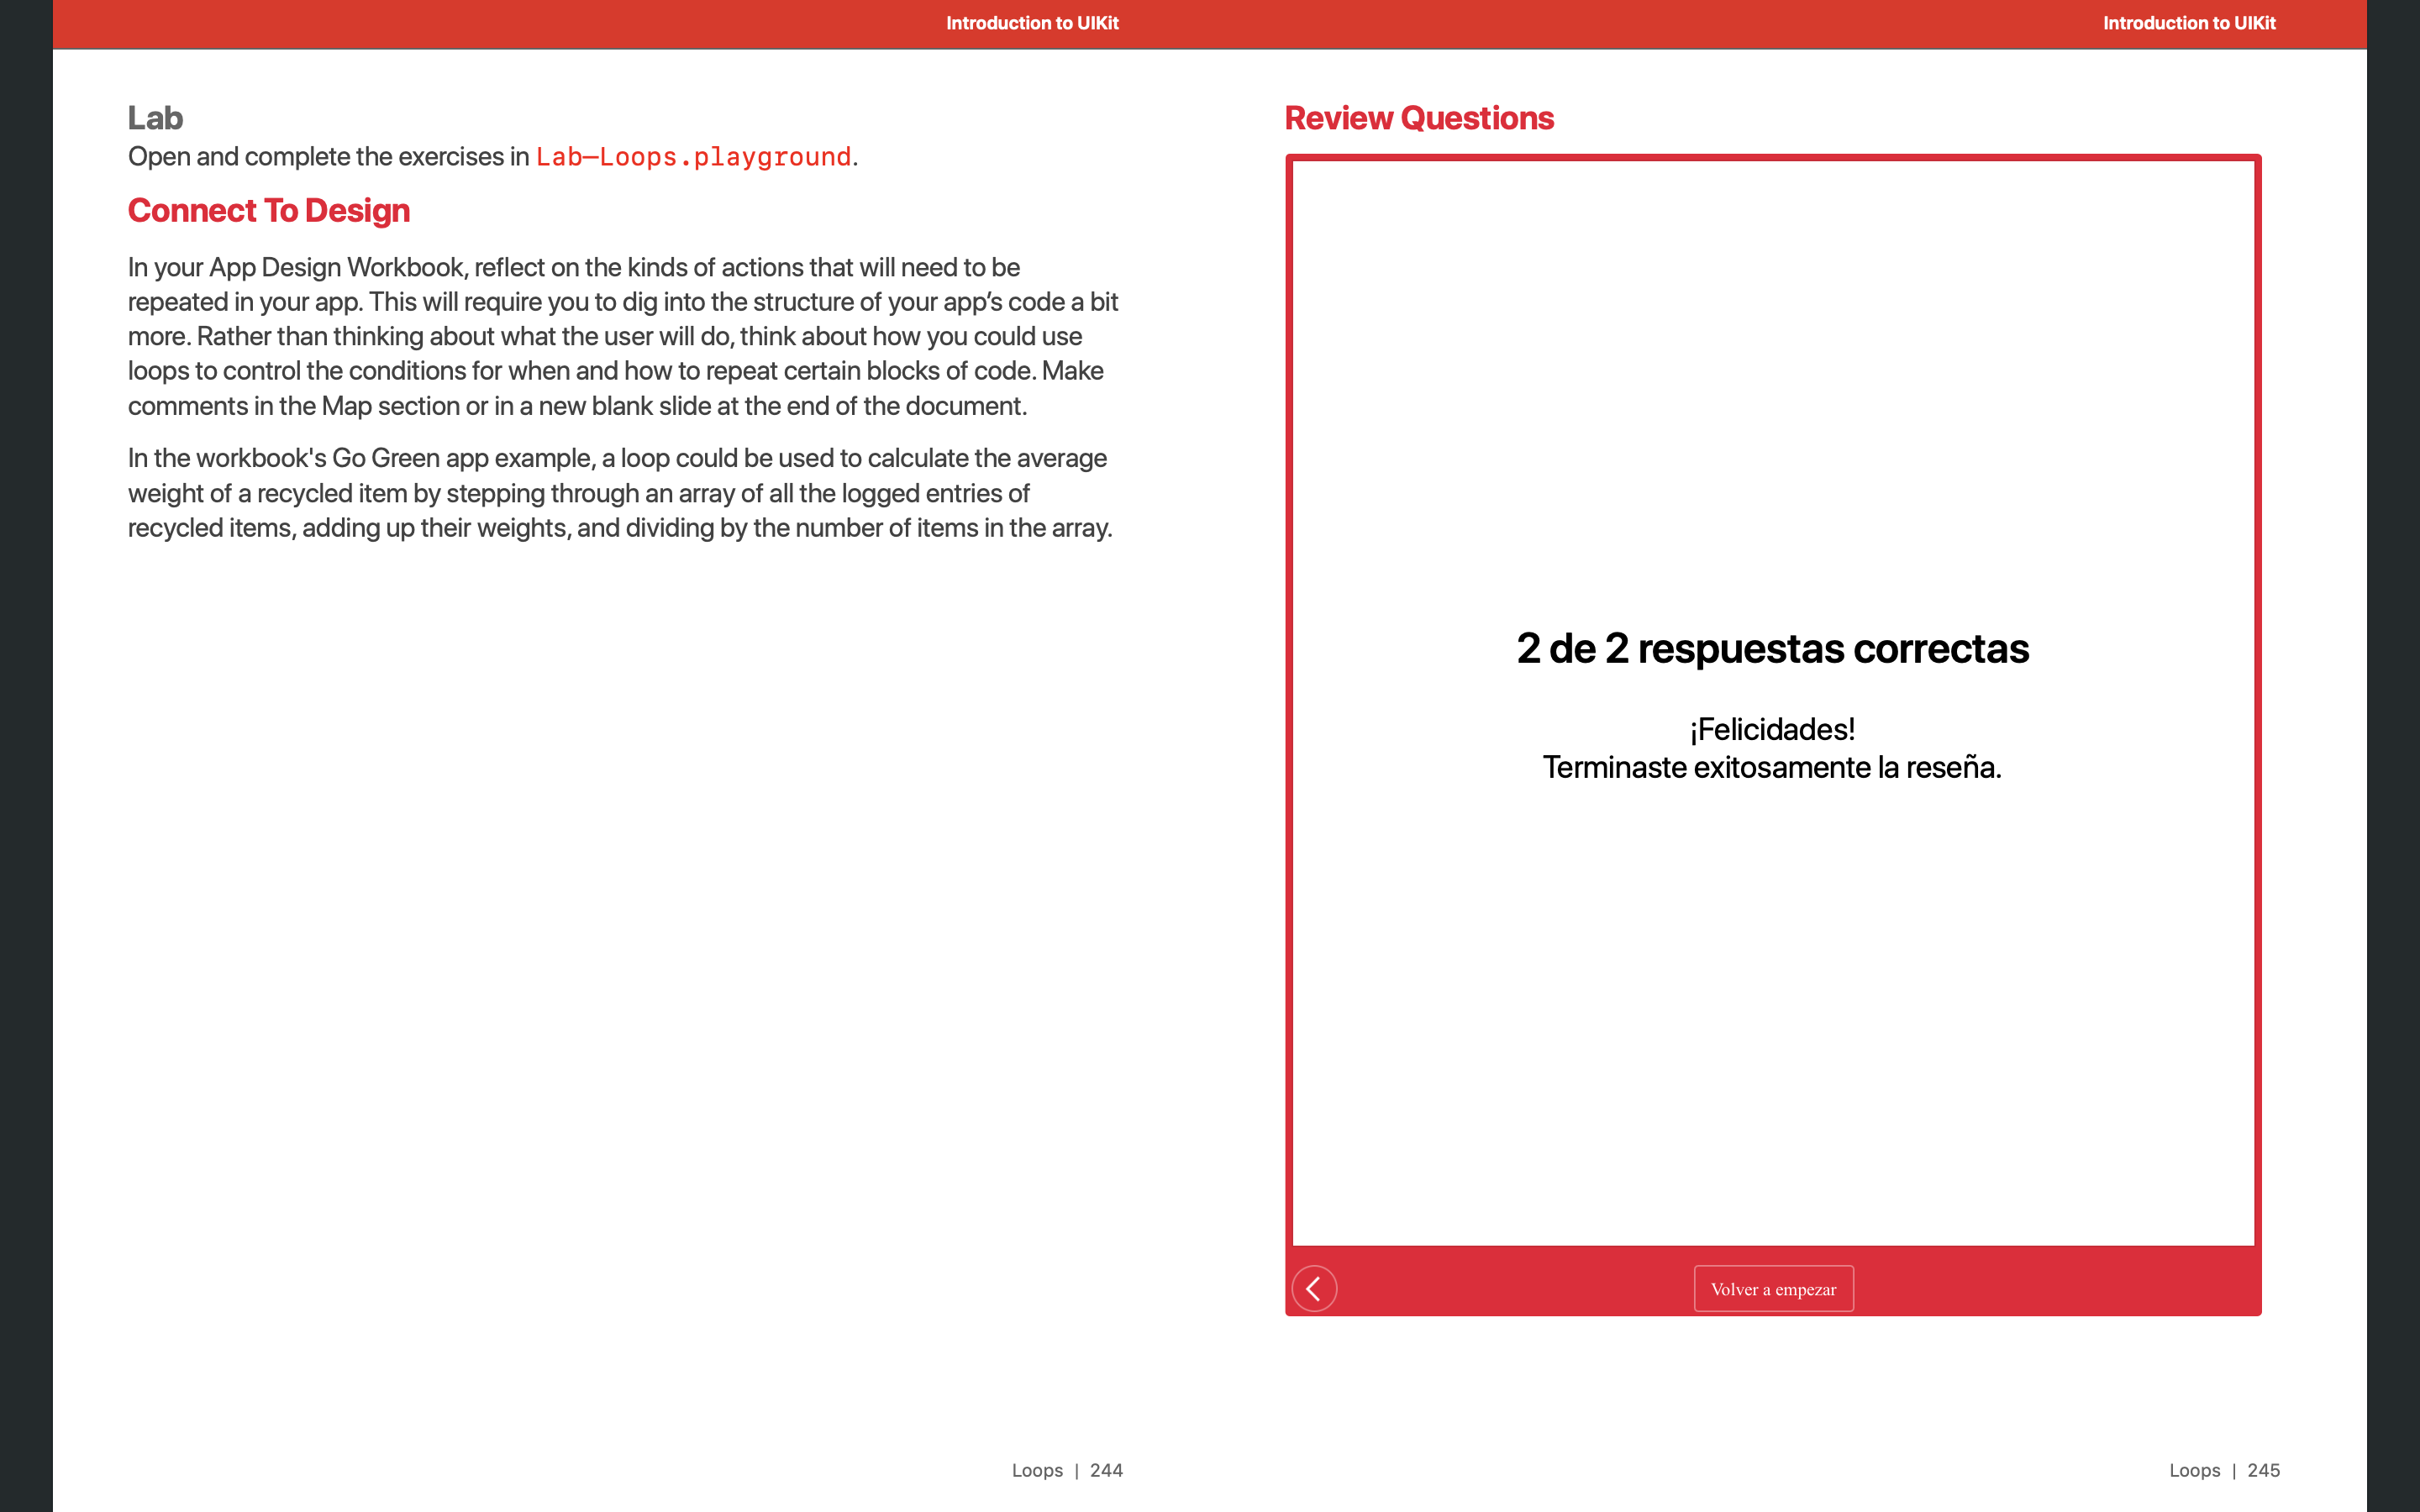 Introduction to UIKit
Lab
Open and complete the exercises in Lab—Loops.playground.
Connect To Design
In your App Design Workbook, reflect on the kinds of actions that will need to be
repeated in your app. This will require you to dig into the structure of your app’s code a bit
more. Rather than thinking about what the user will do, think about how you could use
loops to control the conditions for when and how to repeat certain blocks of code. Make
comments in the Map section or in a new blank slide at the end of the document.
In the workbook's Go Green app example, a loop could be used to calculate the average
weight of a recycled item by stepping through an array of all the logged entries of
recycled items, adding up their weights, and dividing by the number of items in the array.
Loops | 244
Introduction to UIKit
Review Questions
2 de 2 respuestas correctas
¡Felicidades!
Terminaste exitosamente la reseña.
Volver a empezar
Loops | 245